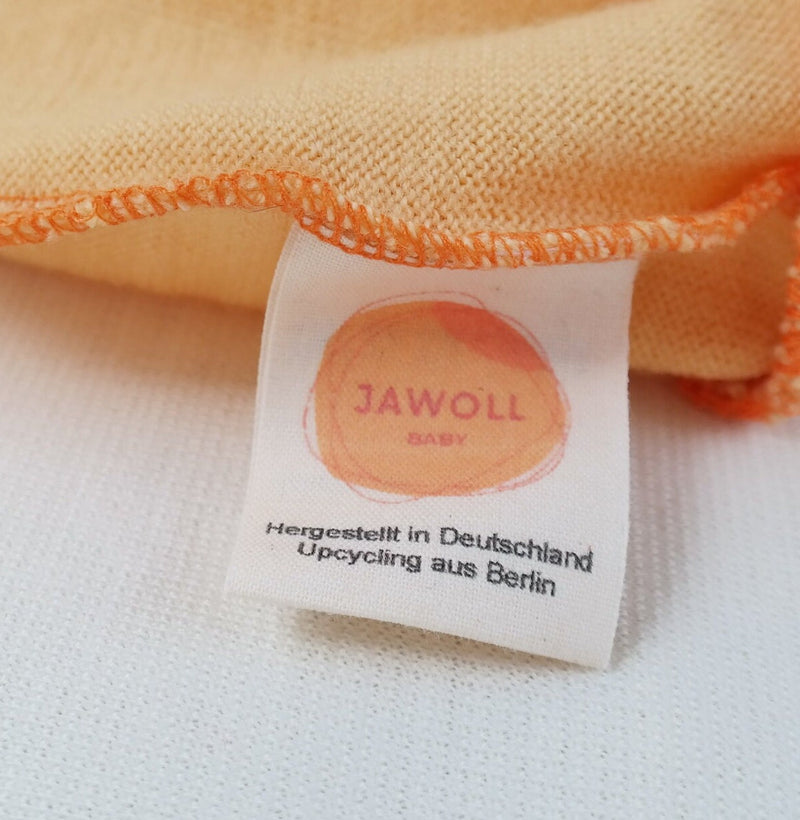 JAWOLL
BABY
Hergestellt in Deutschland
Upcycling aus Berlin